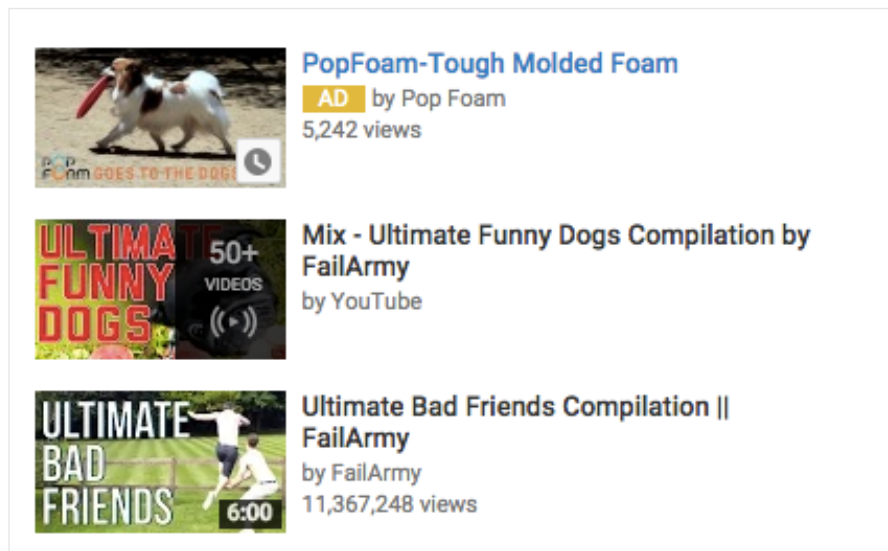 PopFoam-Tough Molded Foam
AD by Pop Foam
5,242 views
POP
FOAM GOES TO THE DOGS
Mix - Ultimate Funny Dogs Compilation by
FailArmy
by YouTube
ULTIMATE
FUNNY
DOGS
50+
VIDEOS
Ultimate Bad Friends Compilation ||
FailArmy
by FailArmy
11,367,248 views
ULTIMATE
BAD
FRIENDS
6:00